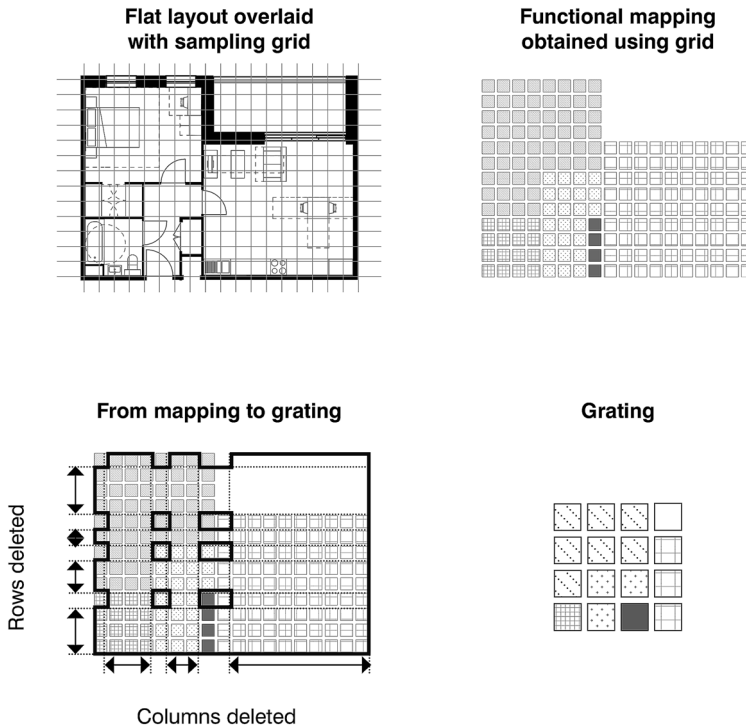 Flat layout overlaid
with sampling grid
Functional mapping
obtained using grid
From mapping to grating
Grating
Rows deleted
Columns deleted